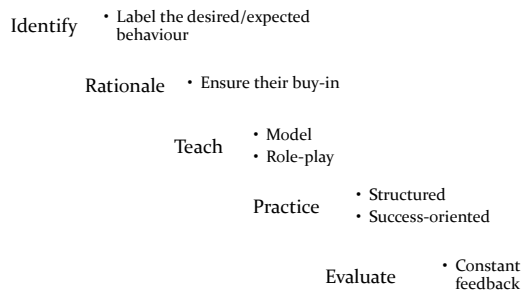 Identify
• Label the desired/expected
behaviour
Rationale
• Ensure their buy-in
Teach
• Model
• Role-play
Practice
• Structured
• Success-oriented
Evaluate
• Constant
feedback